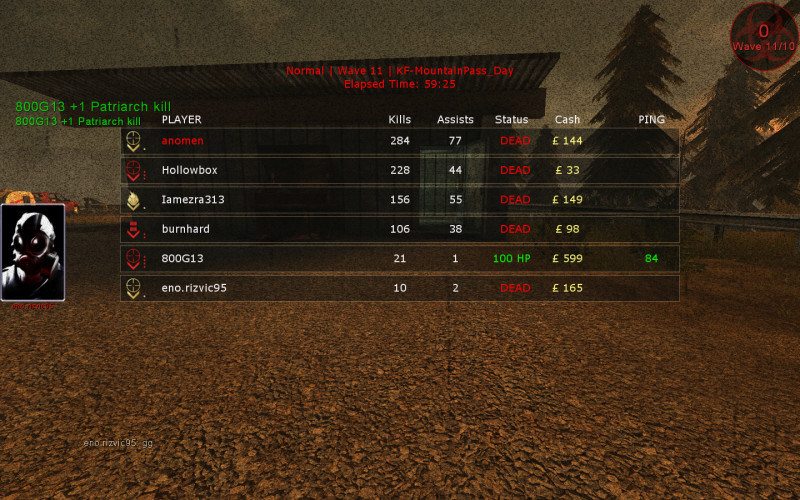 0
Wave 11/10
Normal | Wave 11 | KF-MountainPass_Day
Elapsed Time: 59:25
800G13 +1 Patriarch kill
800G13 +1 Patriarch kill
PLAYER Kills Assists Status Cash PING
anomen 284 77 DEAD £ 144
Hollowbox 228 44 DEAD £ 33
Iamezra313 156 55 DEAD £ 149
burnhard 106 38 DEAD £ 98
800G13 21 1 100 HP £ 599 84
eno.rizvic95 10 2 DEAD £ 165
eno.rizvic95: gg